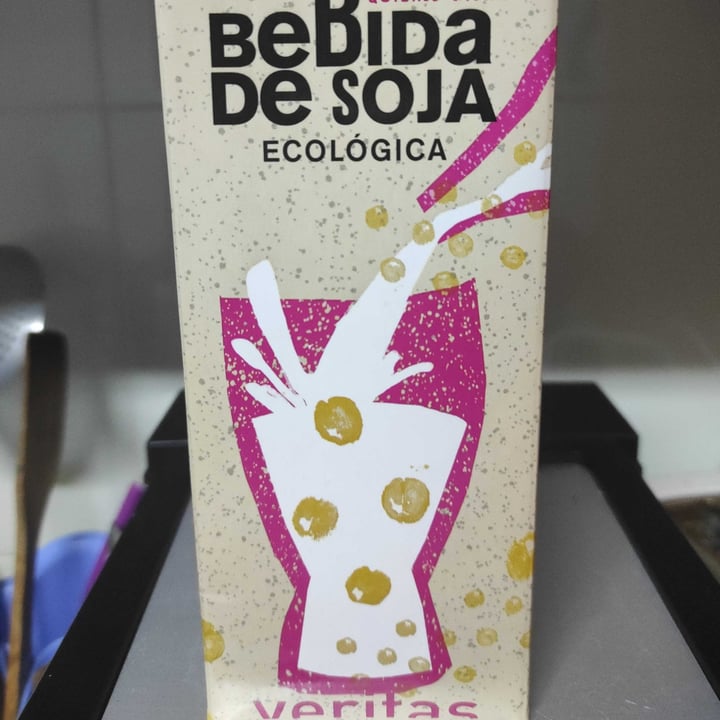 BeBIDa
De SOJA
ECOLÓGICA
veritas